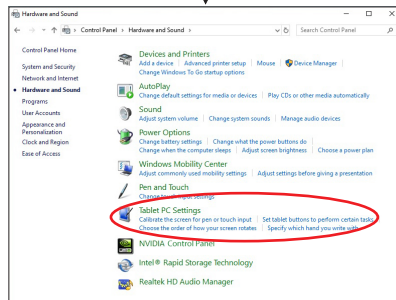 Hardware and Sound
Control Panel › Hardware and Sound ›
Search Control Panel
Control Panel Home
System and Security
Network and Internet
Hardware and Sound
Programs
User Accounts
Appearance and
Personalization
Clock and Region
Ease of Access
Devices and Printers
Add a device | Advanced printer setup | Mouse | Device Manager |
Change Windows To Go startup options
AutoPlay
Change default settings for media or devices | Play CDs or other media automatically
Sound
Adjust system volume | Change system sounds | Manage audio devices
Power Options
Change battery settings | Change what the power buttons do |
Change when the computer sleeps | Adjust screen brightness | Choose a power plan
Windows Mobility Center
Adjust commonly used mobility settings | Adjust settings before giving a presentation
Pen and Touch
Change touch input settings
Tablet PC Settings
Calibrate the screen for pen or touch input | Set tablet buttons to perform certain tasks
Choose the order of how your screen rotates | Specify which hand you write with
NVIDIA Control Panel
Intel® Rapid Storage Technology
Realtek HD Audio Manager